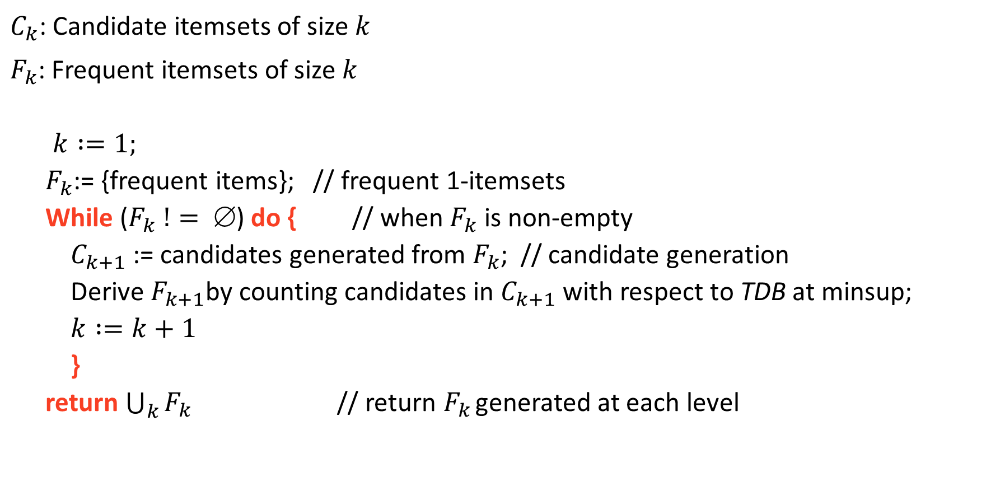 C_k: Candidate itemsets of size k
F_k: Frequent itemsets of size k
k := 1;
F_k:= {frequent items}; // frequent 1-itemsets
While (F_k ! = ∅) do { // when F_k is non-empty
C_{k+1} := candidates generated from F_k; // candidate generation
Derive F_{k+1} by counting candidates in C_{k+1} with respect to TDB at minsup;
k := k + 1
}
return ⋃_k F_k // return F_k generated at each level